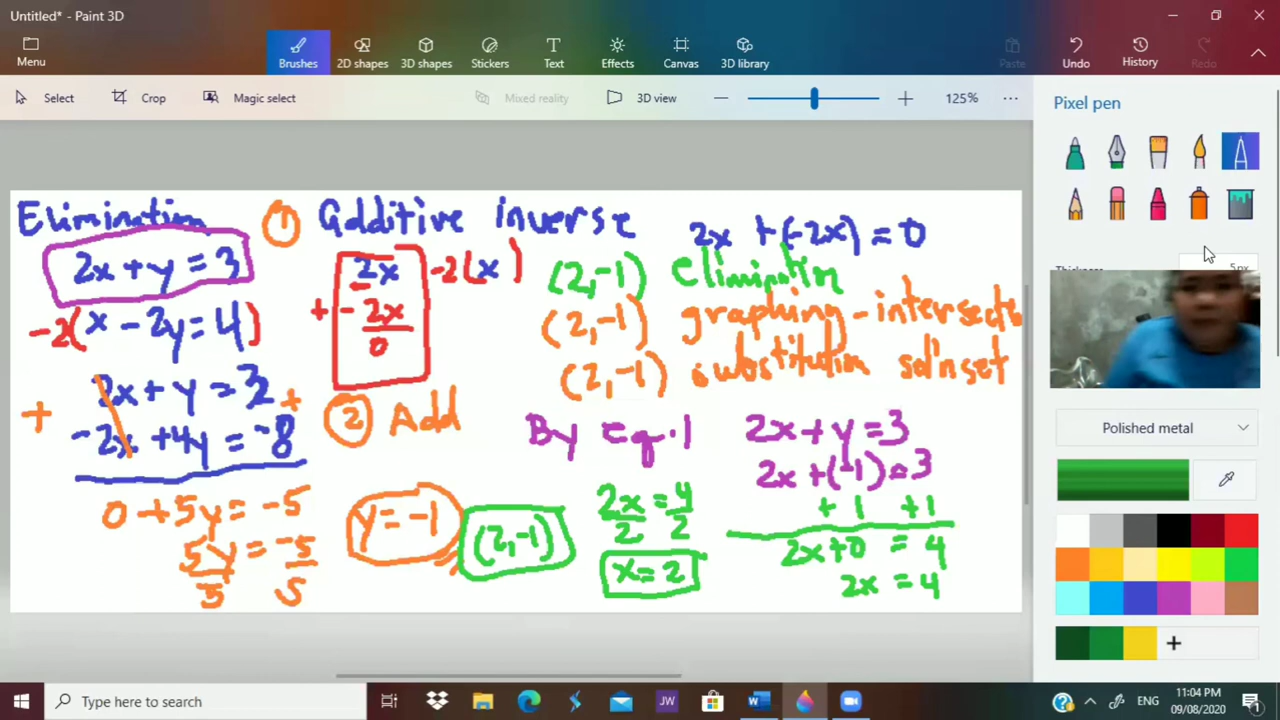 Untitled* - Paint 3D
Menu
Brushes
2D shapes
3D shapes
Stickers
Text
Effects
Canvas
3D library
Paste
Undo
History
Redo
Select
Crop
Magic select
Mixed reality
3D view
125%
Pixel pen
Thickness
5px
Polished metal
Elimination
2x + y = 3
-2(x - 2y = 4)
2x + y = 3
+
+
-2x + 4y = -8
0 + 5y = -5
5y = -5
5 5
① Additive inverse
2x
+ -2x
0
-2(x)
2x + (-2x) = 0
(2,-1) elimination
(2,-1) graphing - intersects
(2,-1) substitution sol'nset
② Add
y = -1
(2,-1)
By eq. 1
2x + y = 3
2x + (-1) = 3
+ 1 +1
2x + 0 = 4
2x = 4
2x = 4
2 2
x = 2
Type here to search
JW
ENG
11:04 PM
09/08/2020
1